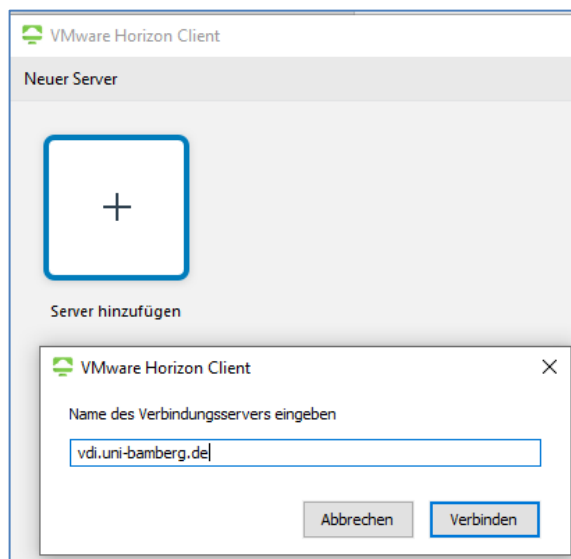 VMware Horizon Client
Neuer Server
Server hinzufügen
VMware Horizon Client
Name des Verbindungsservers eingeben
vdi.uni-bamberg.de
Abbrechen Verbinden